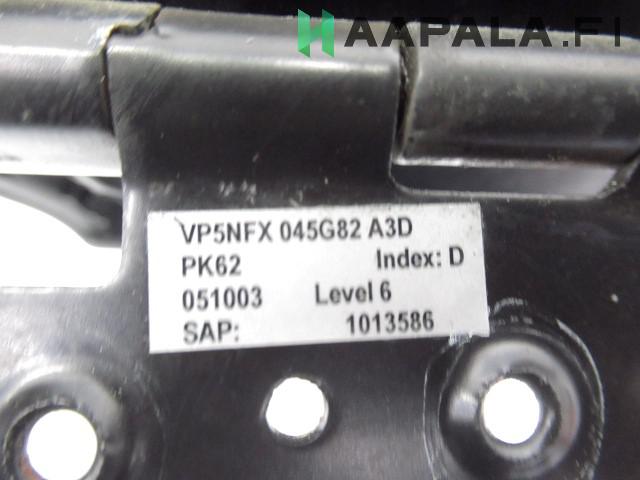 HAAPALA.FI
VP5NFX 045G82 A3D
PK62 Index: D
051003 Level 6
SAP: 1013586